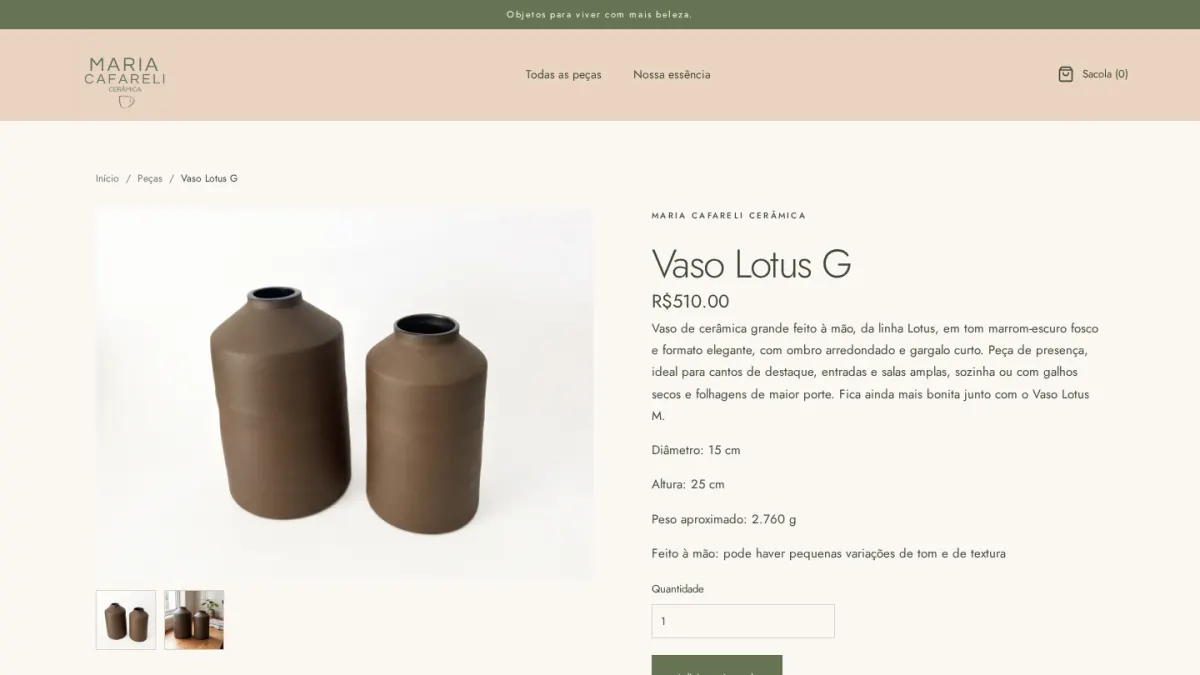 Objetos para viver com mais beleza.
MARIA
CAFARELI
CERÂMICA
Todas as peças
Nossa essência
Sacola (0)
Início / Peças / Vaso Lotus G
MARIA CAFARELI CERÂMICA
Vaso Lotus G
R$510.00
Vaso de cerâmica grande feito à mão, da linha Lotus, em tom marrom-escuro fosco
e formato elegante, com ombro arredondado e gargalo curto. Peça de presença,
ideal para cantos de destaque, entradas e salas amplas, sozinha ou com galhos
secos e folhagens de maior porte. Fica ainda mais bonita junto com o Vaso Lotus
M.
Diâmetro: 15 cm
Altura: 25 cm
Peso aproximado: 2.760 g
Feito à mão: pode haver pequenas variações de tom e de textura
Quantidade
1